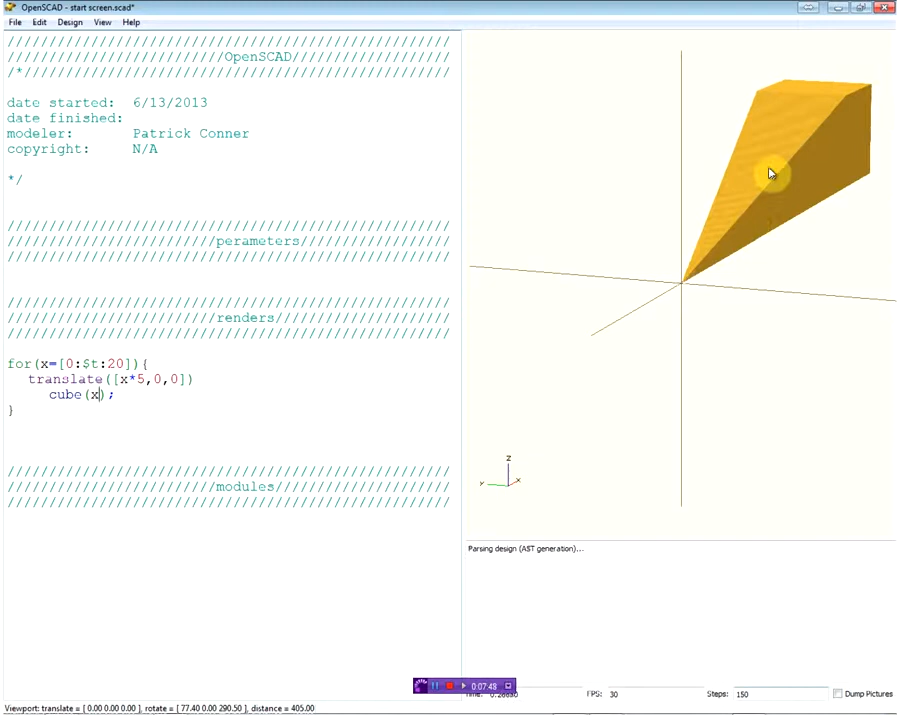 OpenSCAD - start screen.scad*
File Edit Design View Help
///////////////////////////////////////////////////////////////
///////////////////////////////OpenSCAD///////////////////////
/*/////////////////////////////////////////////////////////////
date started: 6/13/2013
date finished:
modeler: Patrick Conner
copyright: N/A
*/
///////////////////////////////////////////////////////////////
//////////////////////////////perameters//////////////////////
///////////////////////////////////////////////////////////////
///////////////////////////////////////////////////////////////
//////////////////////////////renders/////////////////////////
///////////////////////////////////////////////////////////////
for(x=[0:$t:20]){
translate([x*5,0,0])
cube(x);
}
///////////////////////////////////////////////////////////////
//////////////////////////////modules/////////////////////////
///////////////////////////////////////////////////////////////
z
y x
Parsing design (AST generation)...
0:07:48
FPS: 30 Steps: 150 Dump Pictures
Viewport: translate = [ 0.00 0.00 0.00 ], rotate = [ 77.40 0.00 290.50 ], distance = 405.00